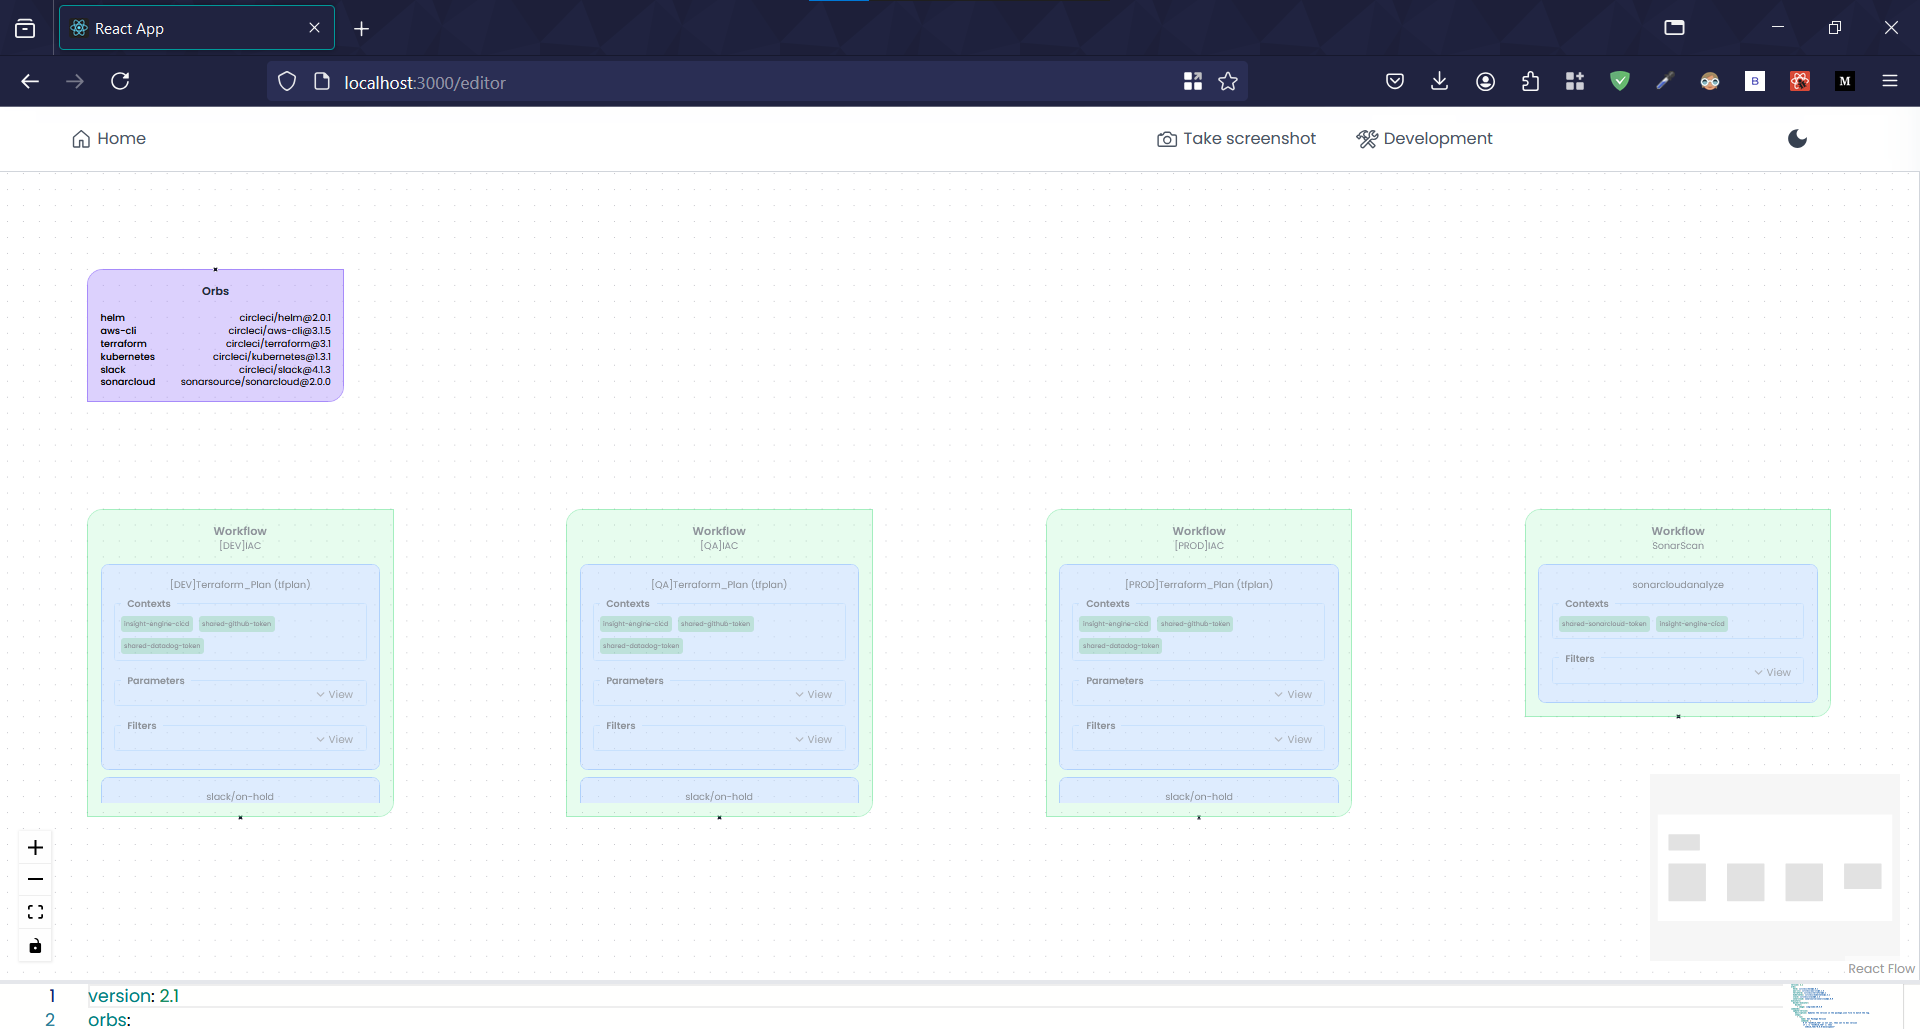 React App
localhost:3000/editor
B
M
Home
Take screenshot
Development
Orbs
helm circleci/helm@2.0.1
aws-cli circleci/aws-cli@3.1.5
terraform circleci/terraform@3.1
kubernetes circleci/kubernetes@1.3.1
slack circleci/slack@4.1.3
sonarcloud sonarsource/sonarcloud@2.0.0
Workflow
[DEV]IAC
[DEV]Terraform_Plan (tfplan)
Contexts
insight-engine-cicd shared-github-token
shared-datadog-token
Parameters
View
Filters
View
slack/on-hold
Workflow
[QA]IAC
[QA]Terraform_Plan (tfplan)
Contexts
insight-engine-cicd shared-github-token
shared-datadog-token
Parameters
View
Filters
View
slack/on-hold
Workflow
[PROD]IAC
[PROD]Terraform_Plan (tfplan)
Contexts
insight-engine-cicd shared-github-token
shared-datadog-token
Parameters
View
Filters
View
slack/on-hold
Workflow
SonarScan
sonarcloudanalyze
Contexts
shared-sonarcloud-token insight-engine-cicd
Filters
View
React Flow
1 version: 2.1
2 orbs: